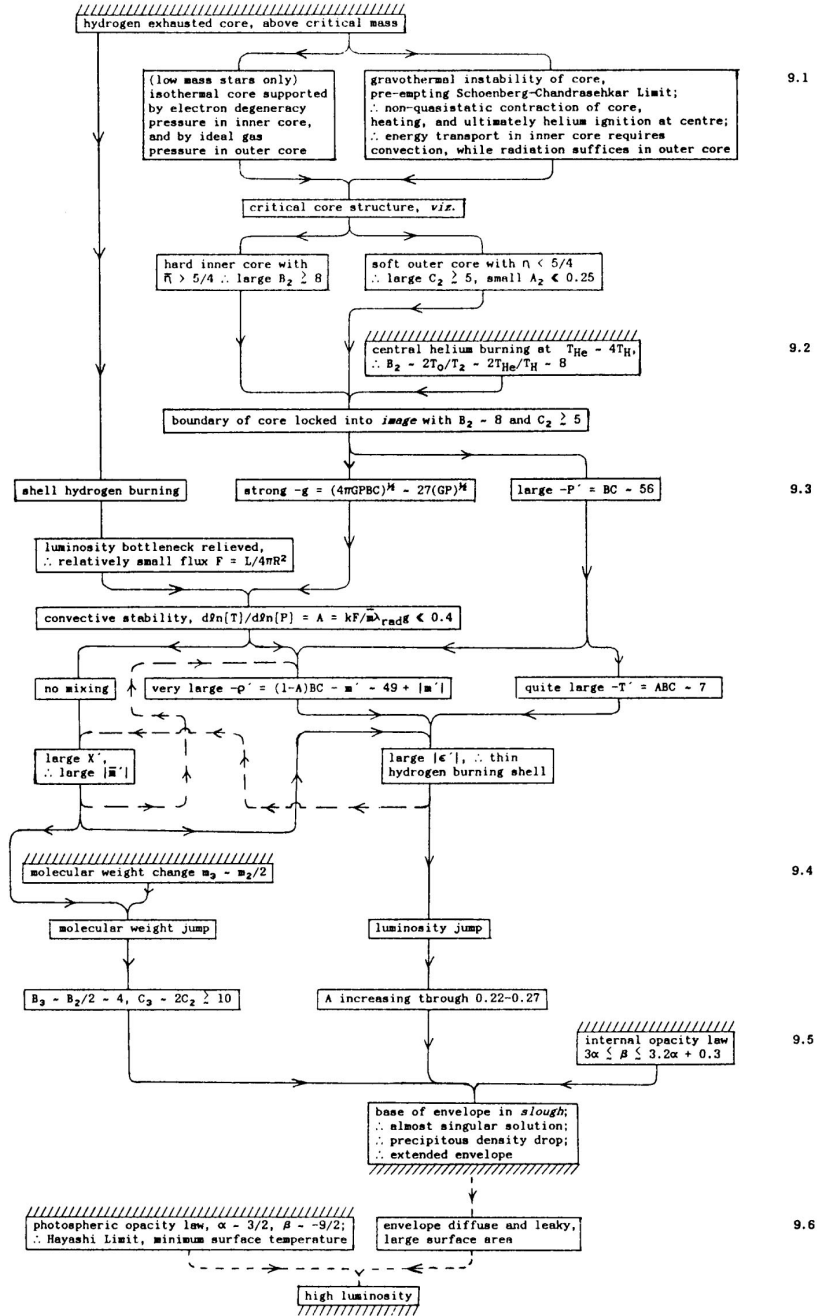 hydrogen exhausted core, above critical mass
(low mass stars only)
isothermal core supported
by electron degeneracy
pressure in inner core,
and by ideal gas
pressure in outer core
gravothermal instability of core,
pre-empting Schoenberg-Chandrasehkar Limit;
∴ non-quasistatic contraction of core,
heating, and ultimately helium ignition at centre;
∴ energy transport in inner core requires
convection, while radiation suffices in outer core
9.1
critical core structure, viz.
hard inner core with
η̄ > 5/4 ∴ large B₂ ≳ 8
soft outer core with η < 5/4
∴ large C₂ ≳ 5, small A₂ ≪ 0.25
central helium burning at T_He ~ 4T_H,
∴ B₂ ~ 2T₀/T₂ ~ 2T_He/T_H ~ 8
9.2
boundary of core locked into image with B₂ ~ 8 and C₂ ≳ 5
shell hydrogen burning
strong -g = (4πGPBC)^½ ~ 27(GP)^½
large -P´ = BC ~ 56
9.3
luminosity bottleneck relieved,
∴ relatively small flux F = L/4πR²
convective stability, dℓn[T]/dℓn[P] = A = kF/m̄λ_rad g ≪ 0.4
no mixing
very large -ρ´ = (1-A)BC - m´ ~ 49 + |m´|
quite large -T´ = ABC ~ 7
large X´,
∴ large |m̄´|
large |ϵ´|, ∴ thin
hydrogen burning shell
molecular weight change m₃ ~ m₂/2
9.4
molecular weight jump
luminosity jump
B₃ ~ B₂/2 ~ 4, C₃ ~ 2C₂ ≳ 10
A increasing through 0.22-0.27
internal opacity law
3α ≲ β ≲ 3.2α + 0.3
9.5
base of envelope in slough;
∴ almost singular solution;
∴ precipitous density drop;
∴ extended envelope
photospheric opacity law, α ~ 3/2, β ~ -9/2;
∴ Hayashi Limit, minimum surface temperature
envelope diffuse and leaky,
large surface area
9.6
high luminosity